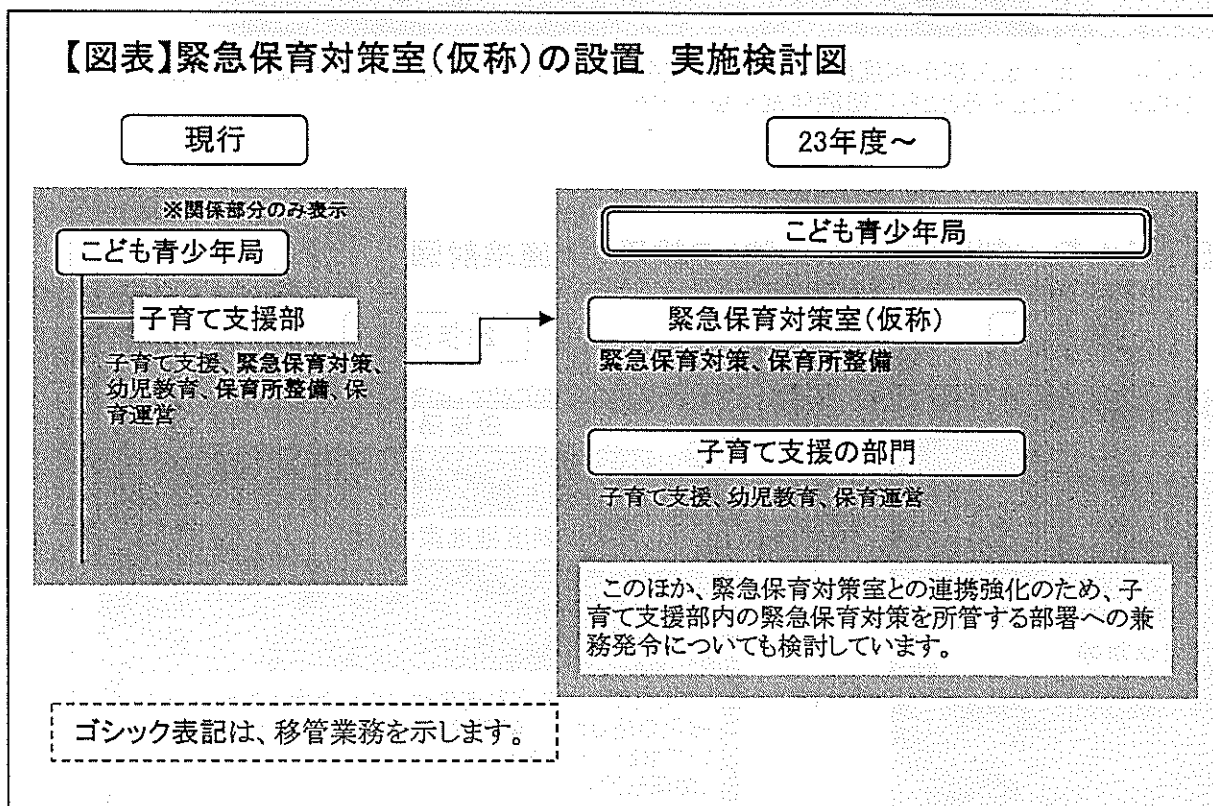 【図表】緊急保育対策室(仮称)の設置 実施検討図
現行
※関係部分のみ表示
こども青少年局
子育て支援部
子育て支援、緊急保育対策、
幼児教育、保育所整備、保
育運営
23年度～
こども青少年局
緊急保育対策室(仮称)
緊急保育対策、保育所整備
子育て支援の部門
子育て支援、幼児教育、保育運営
このほか、緊急保育対策室との連携強化のため、子
育て支援部内の緊急保育対策を所管する部署への兼
務発令についても検討しています。
ゴシック表記は、移管業務を示します。